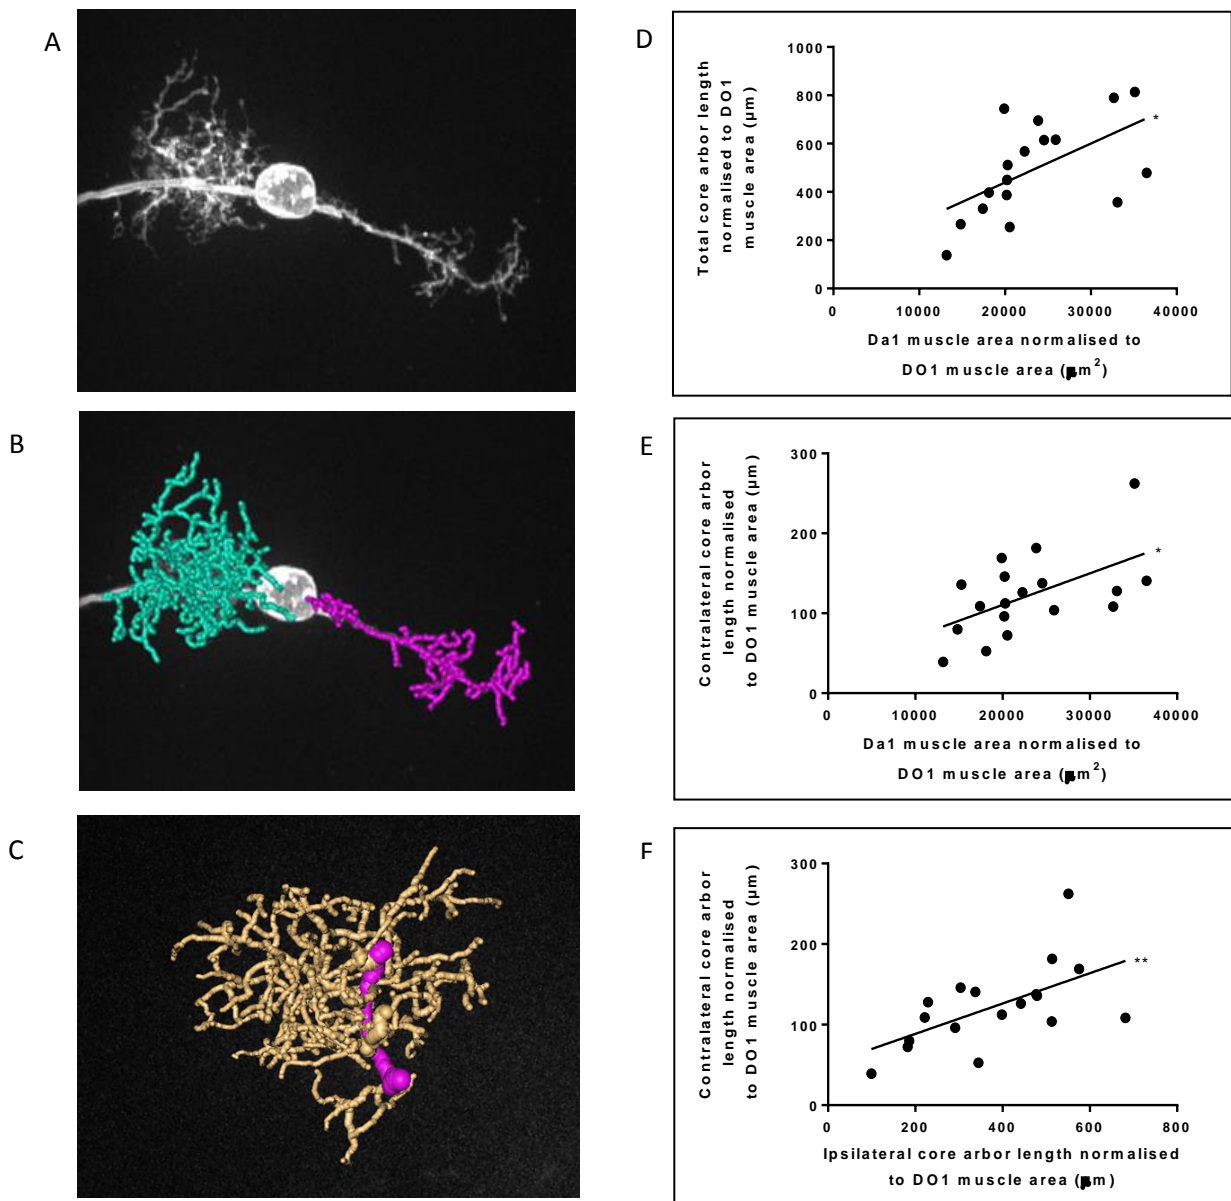 A
B
C
D
Total core arbor length
normalised to DO1
muscle area (µm)
1000
800
600
400
200
0
*
0
10000
20000
30000
40000
Da1 muscle area normalised to
DO1 muscle area (μm²)
E
Contralateral core arbor
length normalised
to DO1 muscle area (µm)
300
200
100
0
*
0
10000
20000
30000
40000
Da1 muscle area normalised to
DO1 muscle area (μm²)
F
Contralateral core arbor
length normalised
to DO1 muscle area (µm)
300
200
100
0
**
200
400
600
800
Ipsilateral core arbor length normalised
to DO1 muscle area (μm)